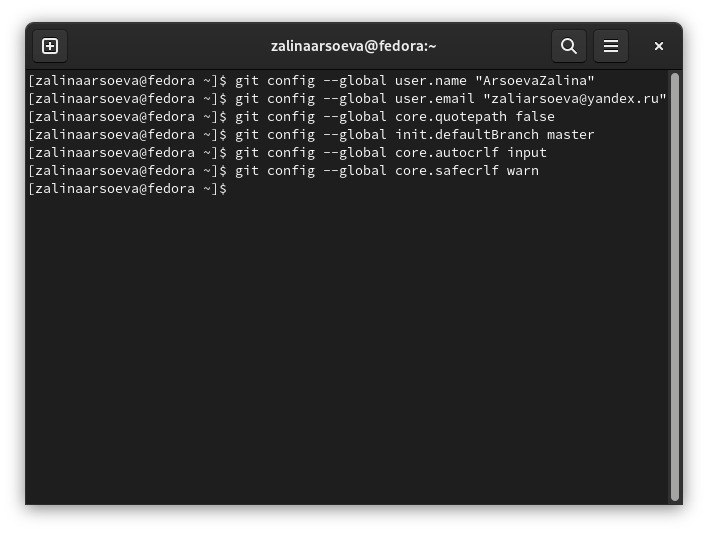 zalinaarsoeva@fedora:~
[zalinaarsoeva@fedora ~]$ git config --global user.name "ArsoevaZalina"
[zalinaarsoeva@fedora ~]$ git config --global user.email "zaliarsoeva@yandex.ru"
[zalinaarsoeva@fedora ~]$ git config --global core.quotepath false
[zalinaarsoeva@fedora ~]$ git config --global init.defaultBranch master
[zalinaarsoeva@fedora ~]$ git config --global core.autocrlf input
[zalinaarsoeva@fedora ~]$ git config --global core.safecrlf warn
[zalinaarsoeva@fedora ~]$